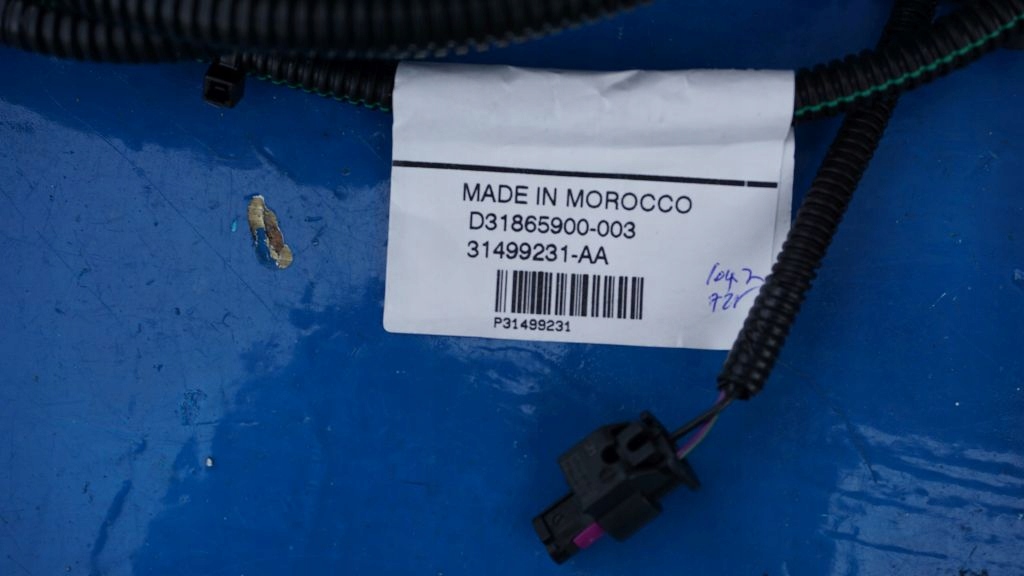 MADE IN MOROCCO
D31865900-003
31499231-AA
P31499231